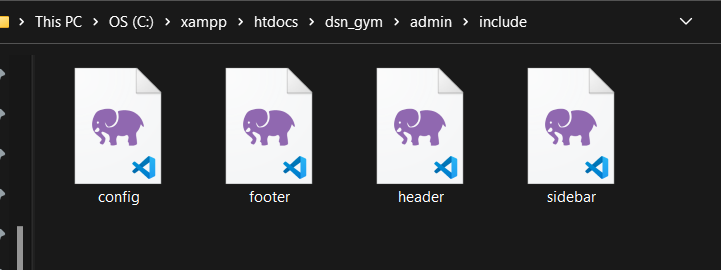 This PC > OS (C:) > xampp > htdocs > dsn_gym > admin > include
config footer header sidebar